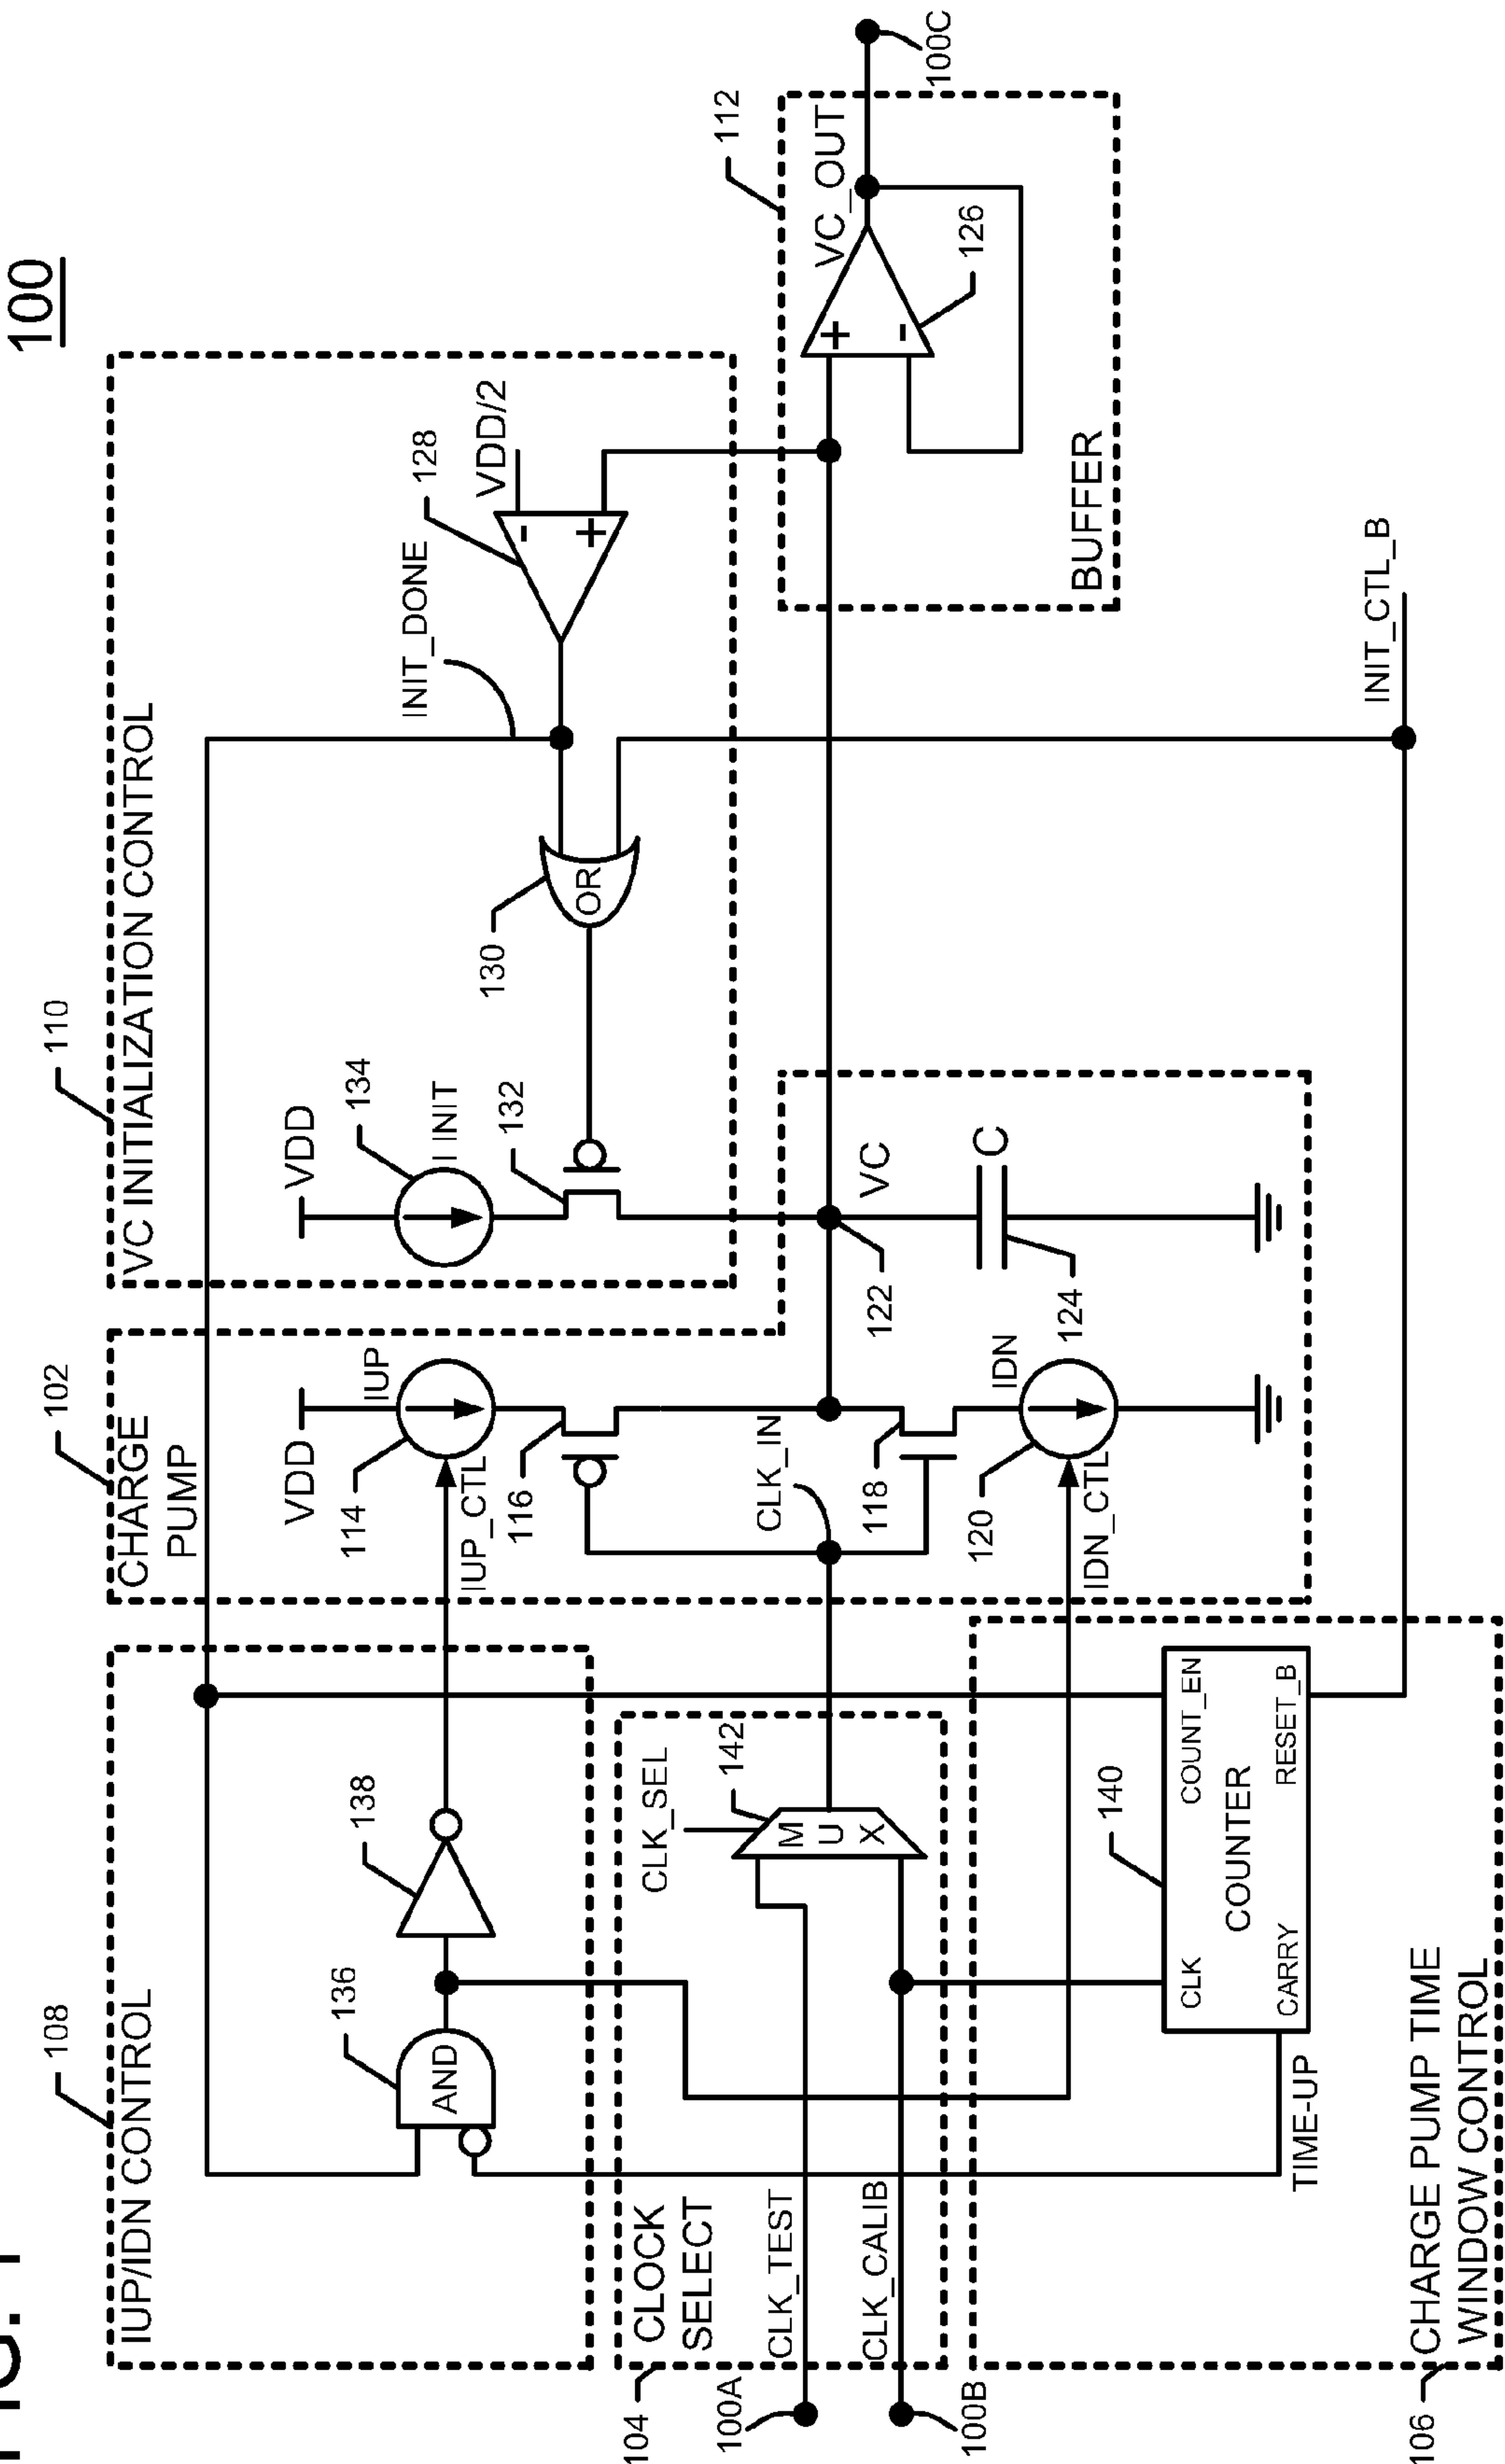 FIG. 1
100
108
IUP/IDN CONTROL
136
AND
138
102
CHARGE
PUMP
VDD
IUP
114
IUP_CTL
116
CLK_IN
118
IDN
120
IDN_CTL
122
VC
C
124
110
VC INITIALIZATION CONTROL
VDD
134
I INIT
132
130
OR
INIT_DONE
128
VDD/2
-
+
112
VC_OUT
+
-
126
BUFFER
100C
INIT_CTL_B
104
CLOCK
SELECT
CLK_SEL
142
M
U
X
CLK_TEST
CLK_CALIB
100A
100B
106
140
CLK
COUNT_EN
COUNTER
CARRY
RESET_B
TIME-UP
CHARGE PUMP TIME
WINDOW CONTROL